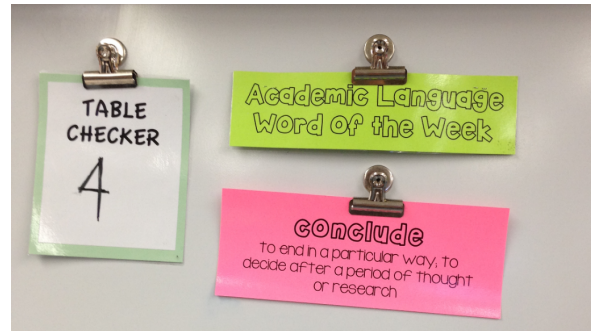 TABLE
CHECKER
4
Academic Language
Word Of the Week
conclude
to end in a particular way; to
decide after a period of thought
or research